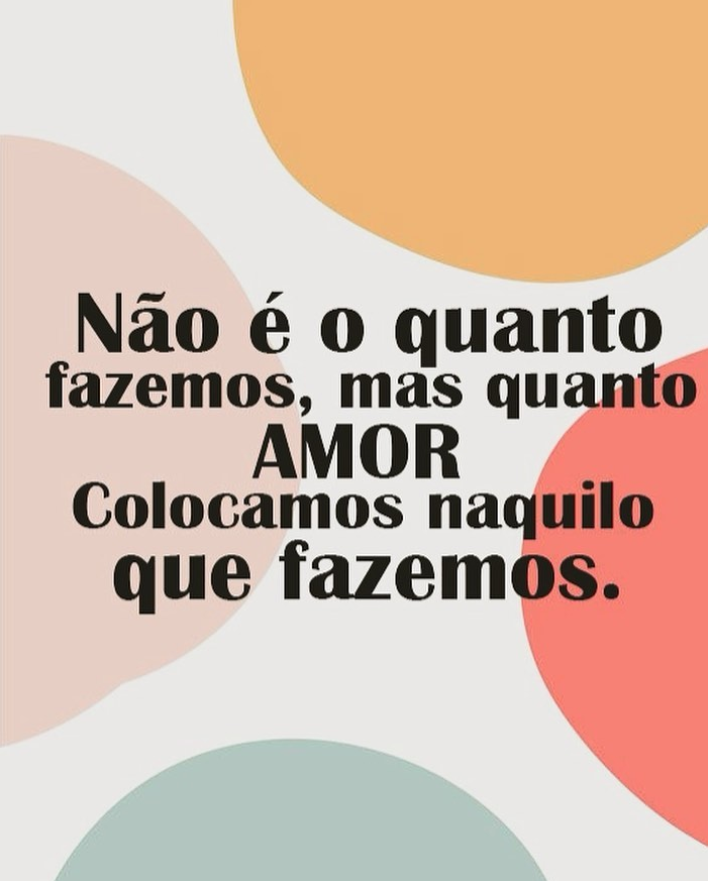 Não é o quanto
fazemos, mas quanto
AMOR
Colocamos naquilo
que fazemos.